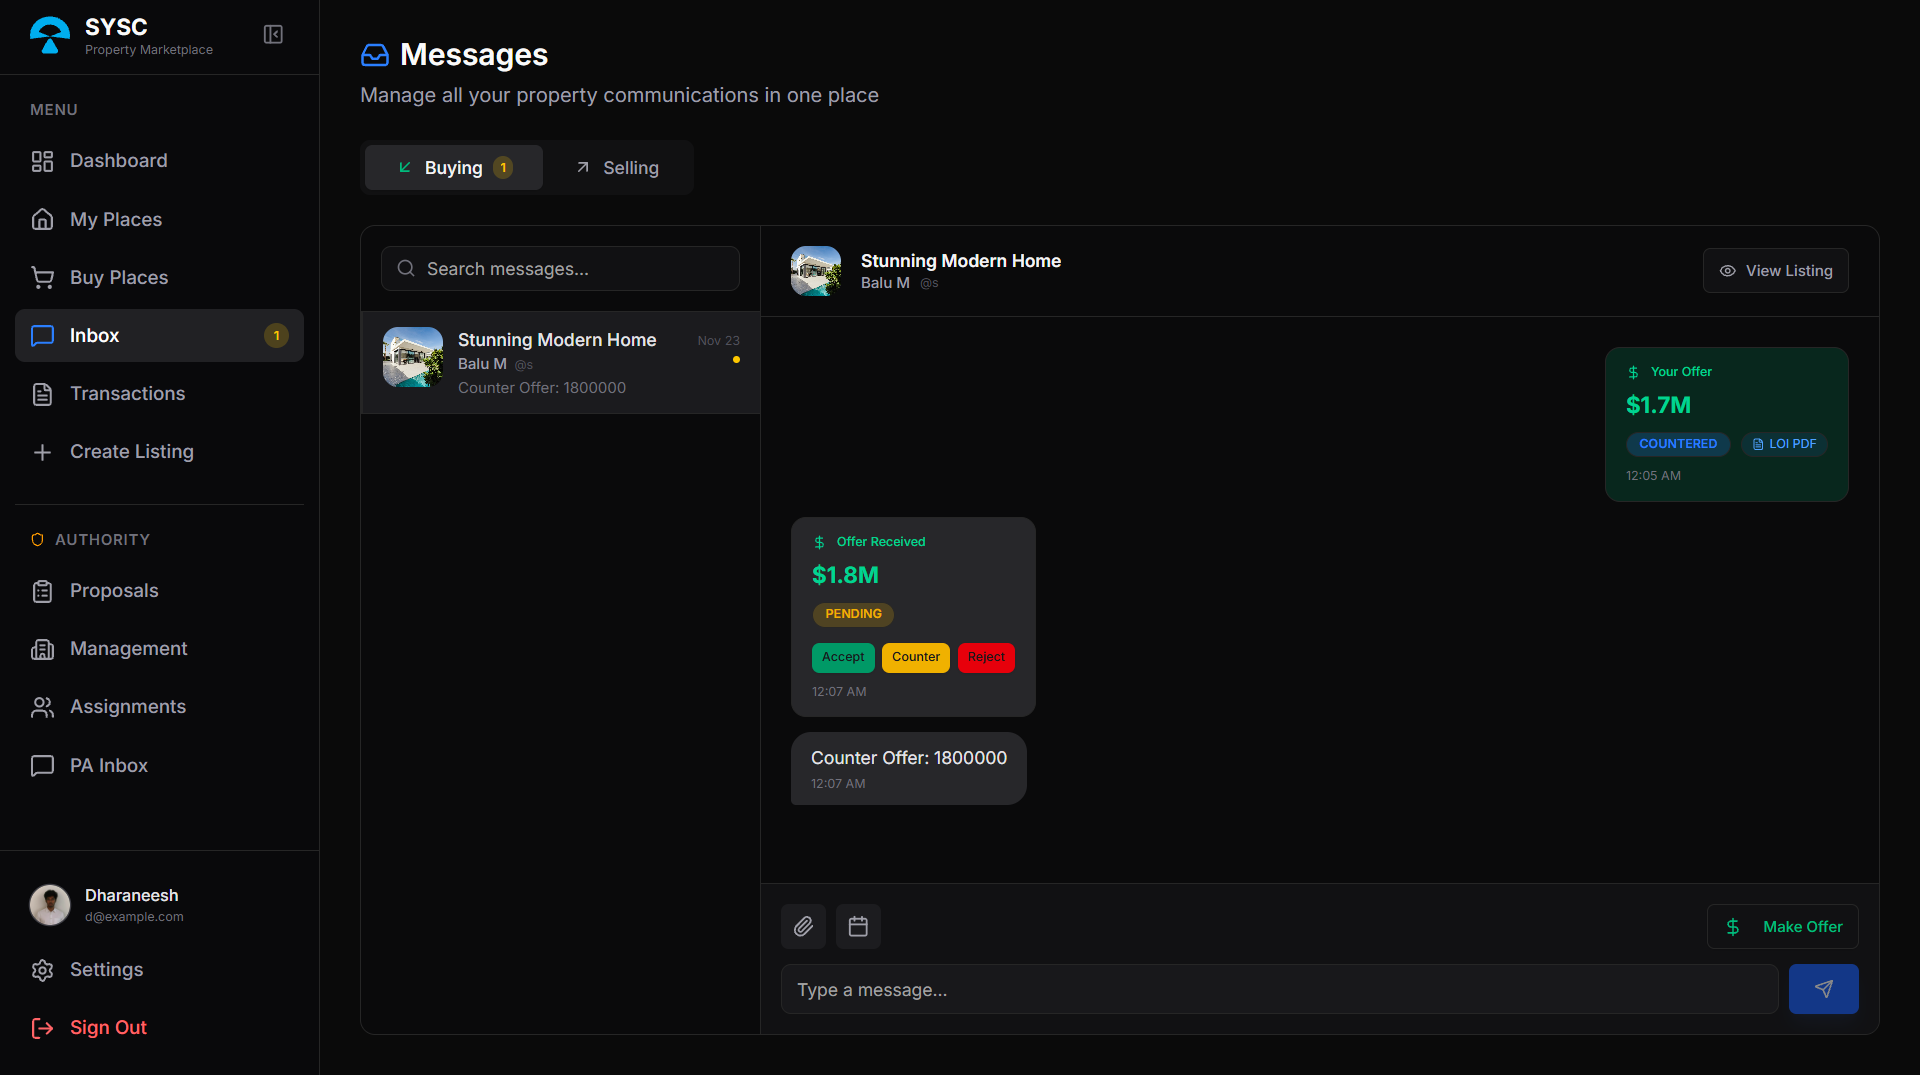 SYSC
Property Marketplace
MENU
Dashboard
My Places
Buy Places
Inbox 1
Transactions
Create Listing
AUTHORITY
Proposals
Management
Assignments
PA Inbox
Dharaneesh
d@example.com
Settings
Sign Out
Messages
Manage all your property communications in one place
Buying 1
Selling
Search messages...
Stunning Modern Home Nov 23
Balu M @s
Counter Offer: 1800000
Stunning Modern Home
Balu M @s
View Listing
$ Your Offer
$1.7M
COUNTERED LOI PDF
12:05 AM
$ Offer Received
$1.8M
PENDING
Accept Counter Reject
12:07 AM
Counter Offer: 1800000
12:07 AM
$ Make Offer
Type a message...